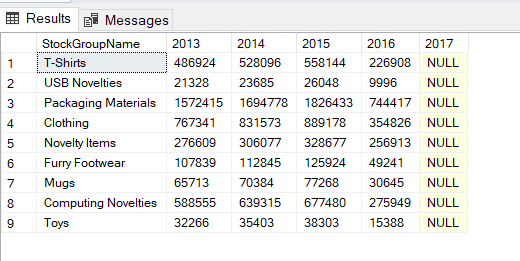 Results Messages
StockGroupName 2013 2014 2015 2016 2017
1 T-Shirts 486924 528096 558144 226908 NULL
2 USB Novelties 21328 23685 26048 9996 NULL
3 Packaging Materials 1572415 1694778 1826433 744417 NULL
4 Clothing 767341 831573 889178 354826 NULL
5 Novelty Items 276609 306077 328677 256913 NULL
6 Furry Footwear 107839 112845 125924 49241 NULL
7 Mugs 65713 70384 77268 30645 NULL
8 Computing Novelties 588555 639315 677480 275949 NULL
9 Toys 32266 35403 38303 15388 NULL